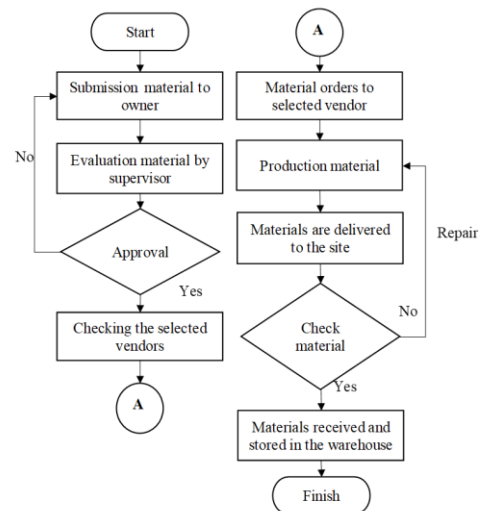 Start
Submission material to
owner
No
Evaluation material by
supervisor
Approval
Yes
Checking the selected
vendors
A
A
Material orders to
selected vendor
Production material
Materials are delivered
to the site
Repair
Check
material
No
Yes
Materials received and
stored in the warehouse
Finish